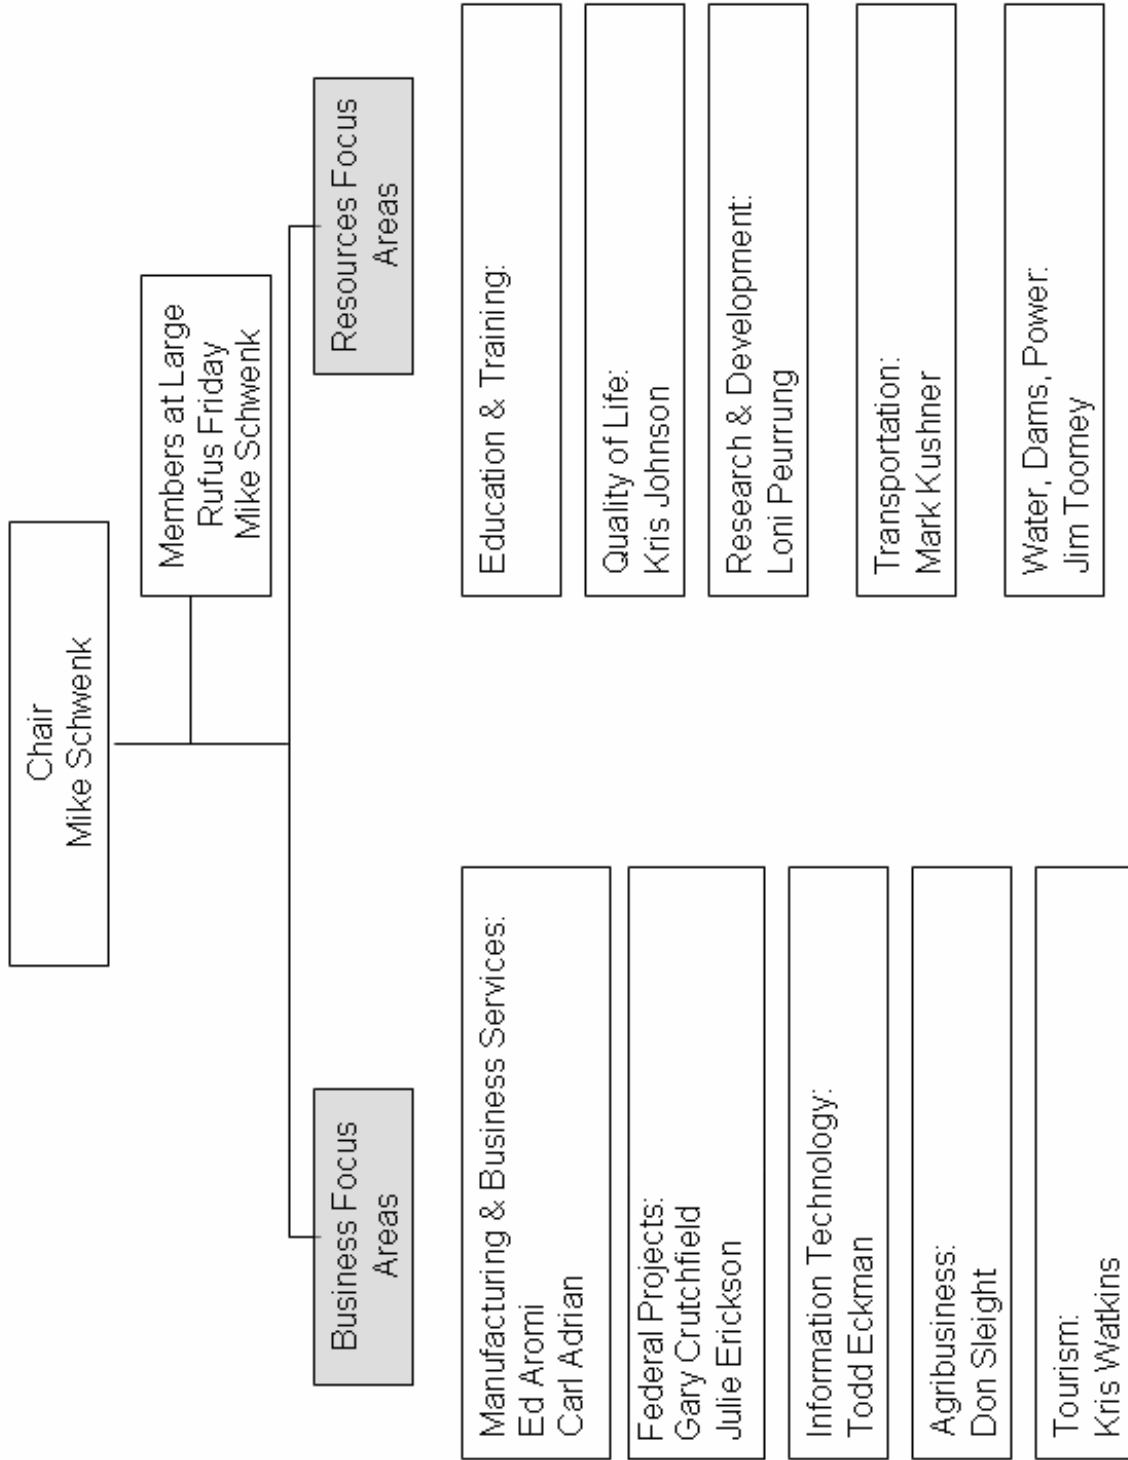 Chair
Mike Schwenk
Members at Large
Rufus Friday
Mike Schwenk
Business Focus
Areas
Resources Focus
Areas
Manufacturing & Business Services:
Ed Aromi
Carl Adrian
Federal Projects:
Gary Crutchfield
Julie Erickson
Information Technology:
Todd Eckman
Agribusiness:
Don Sleight
Tourism:
Kris Watkins
Education & Training:
Quality of Life:
Kris Johnson
Research & Development:
Loni Peurrung
Transportation:
Mark Kushner
Water, Dams, Power:
Jim Toomey